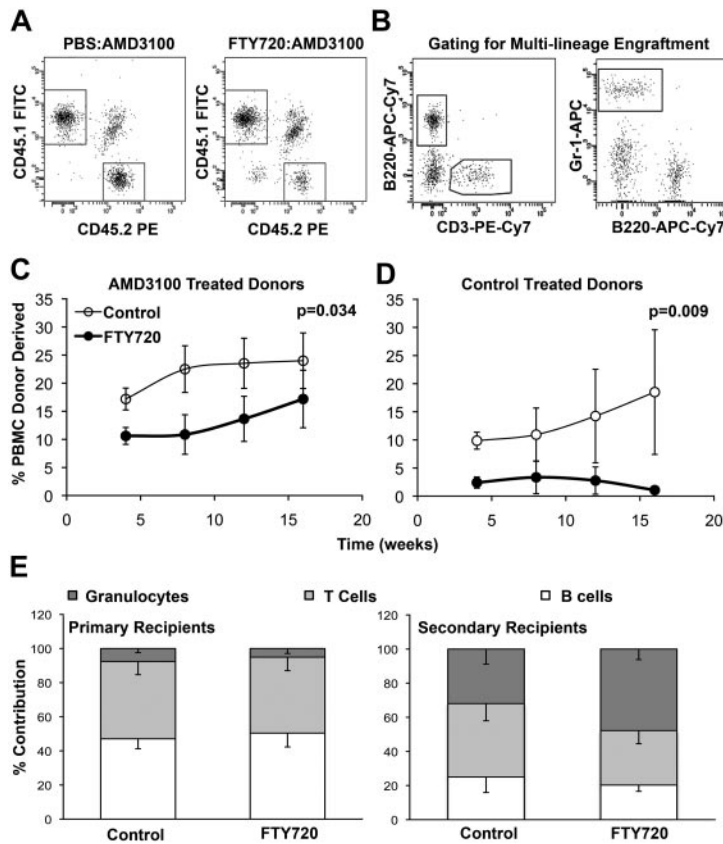 A
B
PBS:AMD3100
FTY720:AMD3100
Gating for Multi-lineage Engraftment
CD45.1 FITC
CD45.2 PE
CD45.1 FITC
CD45.2 PE
B220-APC-Cy7
CD3-PE-Cy7
Gr-1-APC
B220-APC-Cy7
C
AMD3100 Treated Donors
D
Control Treated Donors
Control
FTY720
p=0.034
p=0.009
% PBMC Donor Derived
35
30
25
20
15
10
5
0
0 5 10 15 20
35
30
25
20
15
10
5
0
0 5 10 15 20
Time (weeks)
E
Granulocytes
T Cells
B cells
Primary Recipients
Secondary Recipients
% Contribution
120
100
80
60
40
20
0
Control
FTY720
120
100
80
60
40
20
0
Control
FTY720